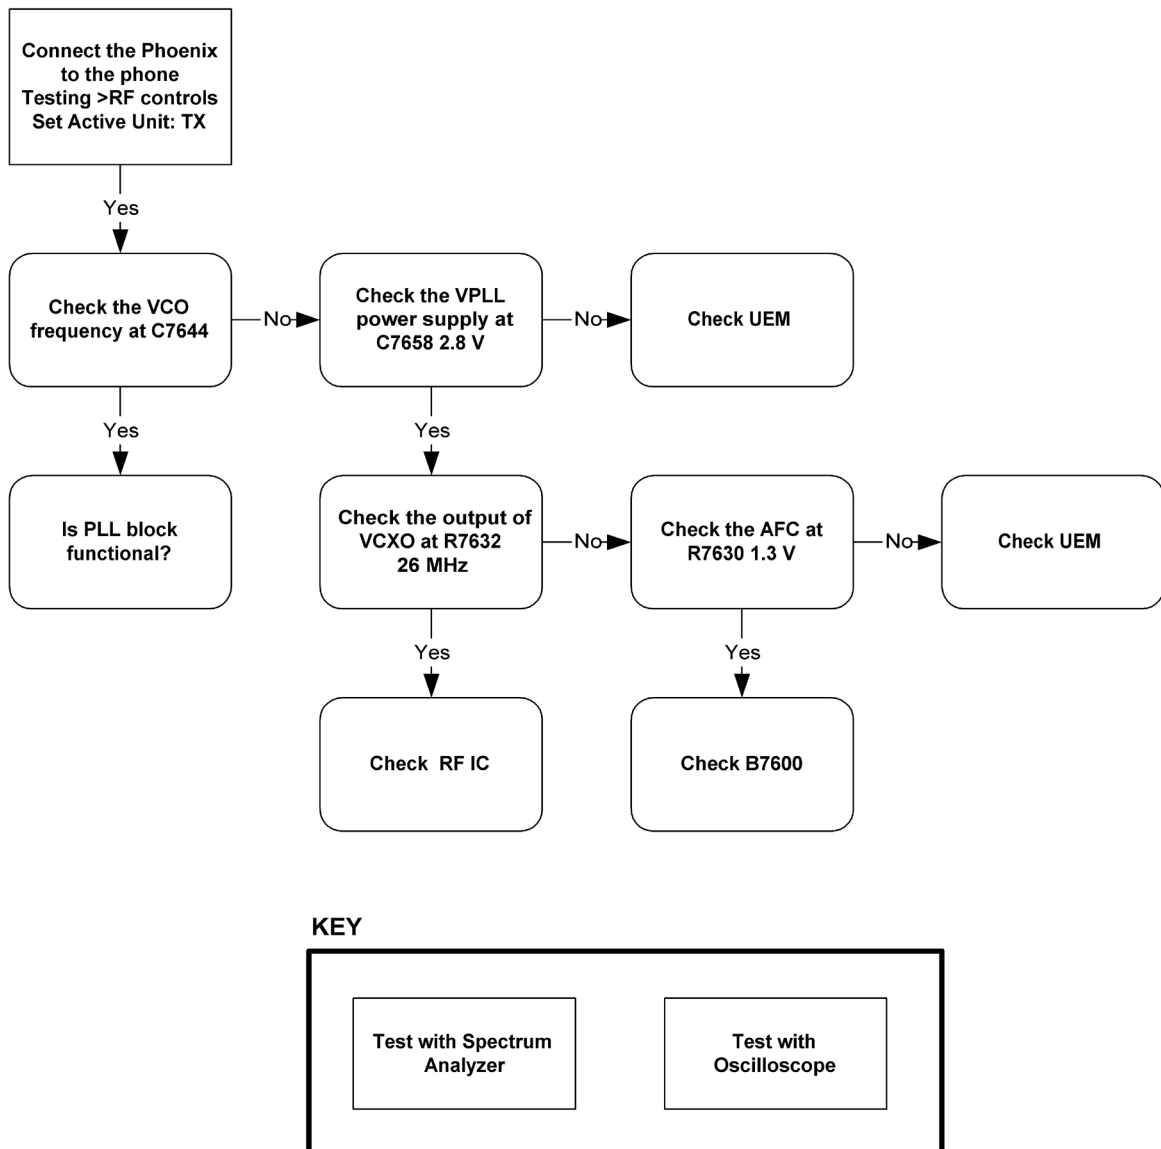 Connect the Phoenix
to the phone
Testing >RF controls
Set Active Unit: TX
Yes
Check the VCO
frequency at C7644
No
Check the VPLL
power supply at
C7658 2.8 V
No
Check UEM
Yes
Yes
Is PLL block
functional?
Check the output of
VCXO at R7632
26 MHz
No
Check the AFC at
R7630 1.3 V
No
Check UEM
Yes
Yes
Check RF IC
Check B7600
KEY
Test with Spectrum
Analyzer
Test with
Oscilloscope